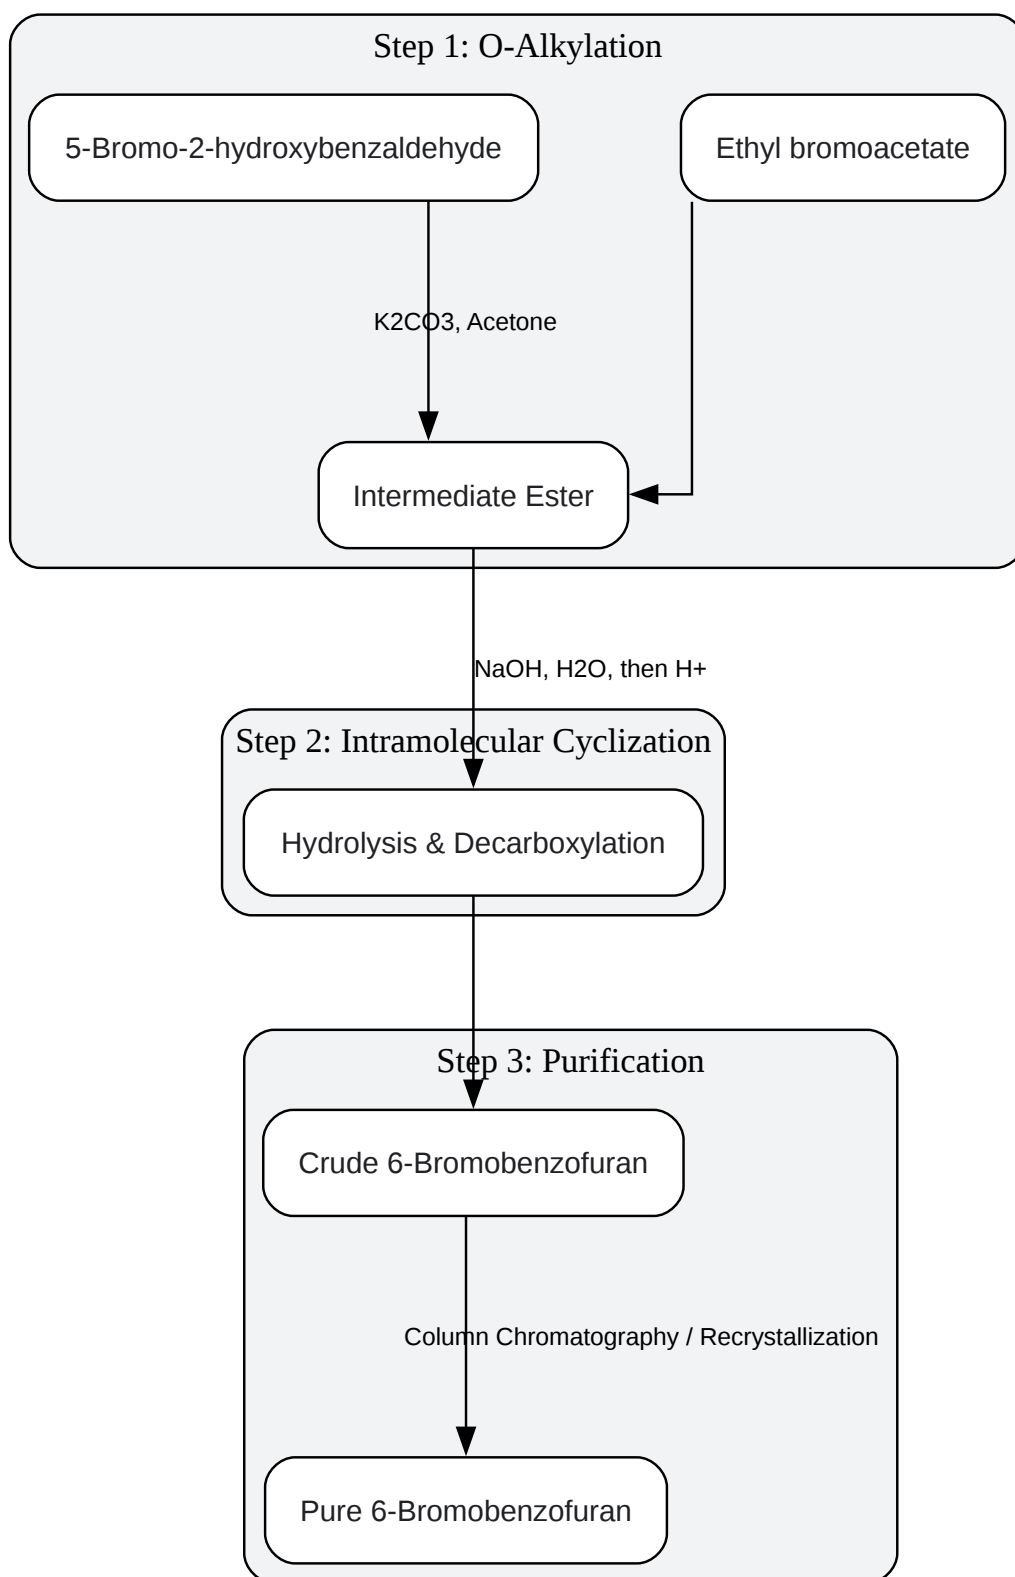 Step 1: O-Alkylation
5-Bromo-2-hydroxybenzaldehyde
Ethyl bromoacetate
K2CO3, Acetone
Intermediate Ester
NaOH, H2O, then H+
Step 2: Intramolecular Cyclization
Hydrolysis & Decarboxylation
Step 3: Purification
Crude 6-Bromobenzofuran
Column Chromatography / Recrystallization
Pure 6-Bromobenzofuran